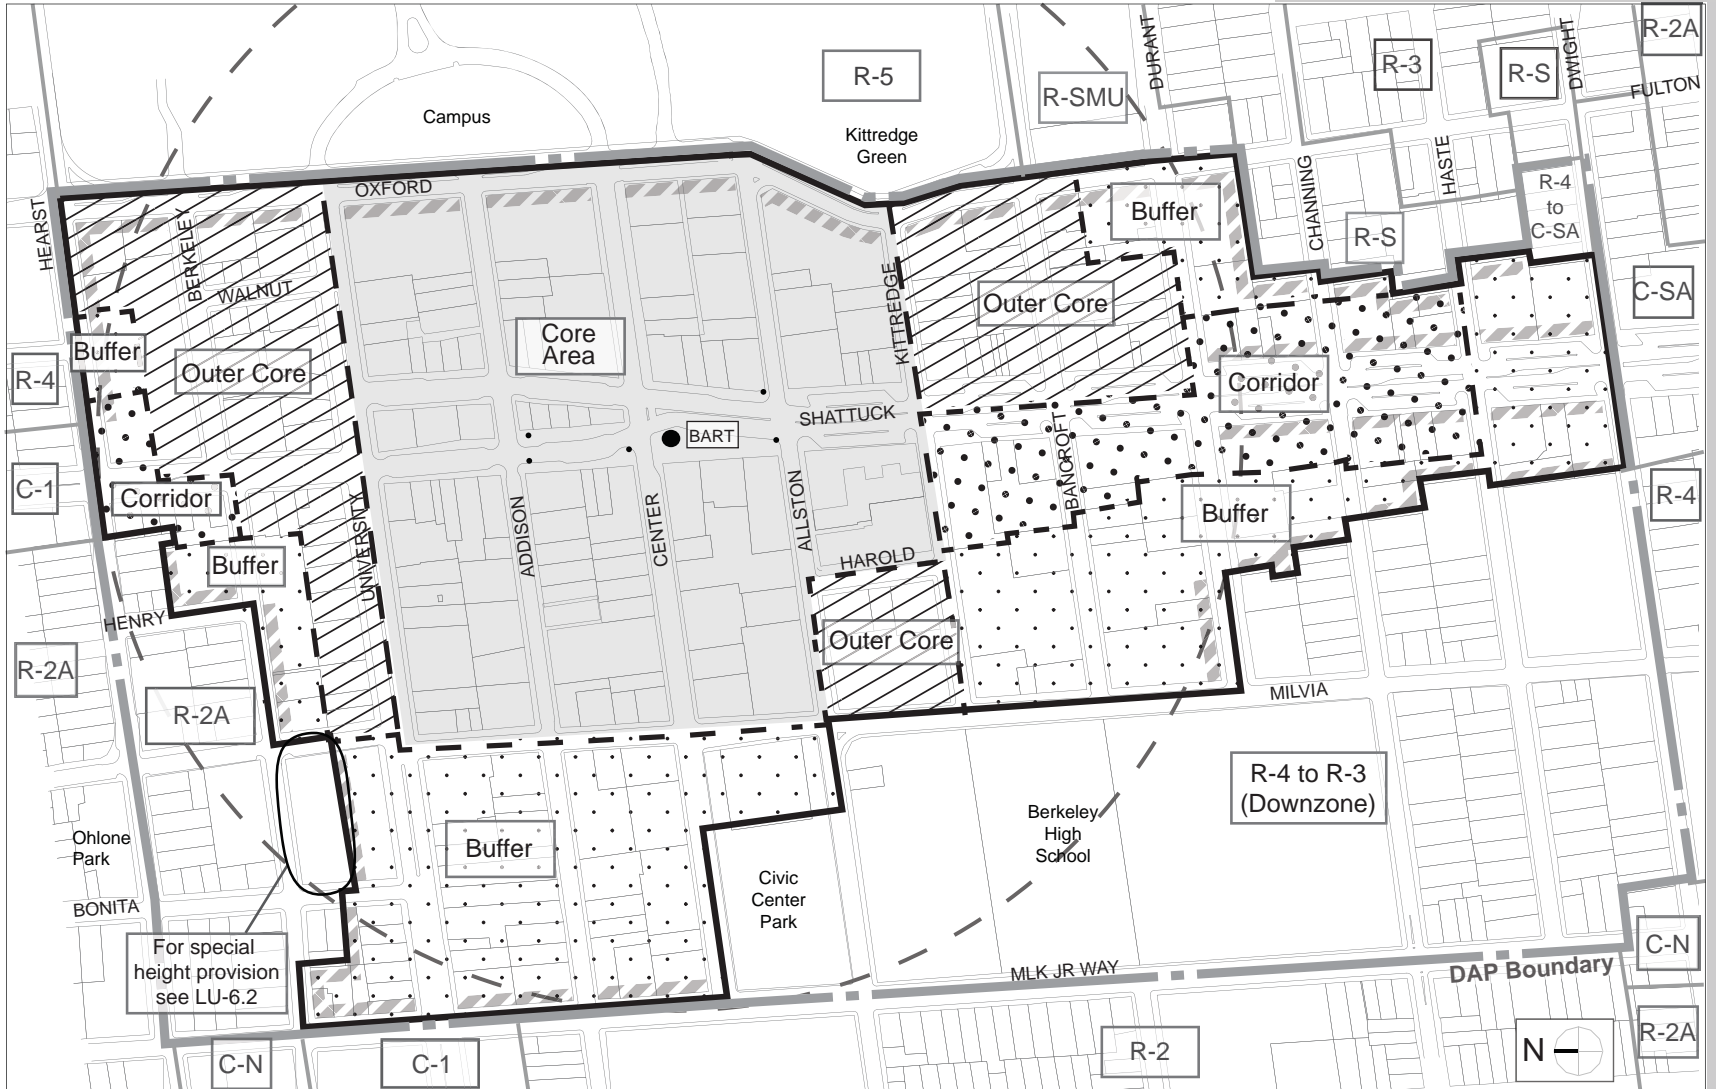 R-2A
DURANT
DWIGHT
R-5
R-3
R-S
R-SMU
FULTON
Campus
Kittredge
Green
HASTE
CHANNING
R-4
to
C-SA
OXFORD
HEARST
BERKELEY
Buffer
R-S
WALNUT
KITTREDGE
C-SA
Outer Core
Core
Area
Buffer
Outer Core
R-4
Corridor
SHATTUCK
BART
BANCROFT
C-1
Corridor
UNIVERSITY
ADDISON
CENTER
ALLSTON
R-4
Buffer
HAROLD
Buffer
HENRY
Outer Core
R-2A
MILVIA
R-2A
R-4 to R-3
(Downzone)
Berkeley
High
School
Ohlone
Park
Buffer
Civic
Center
Park
BONITA
For special
height provision
see LU-6.2
C-N
MLK JR WAY
DAP Boundary
R-2A
C-N
C-1
R-2
N